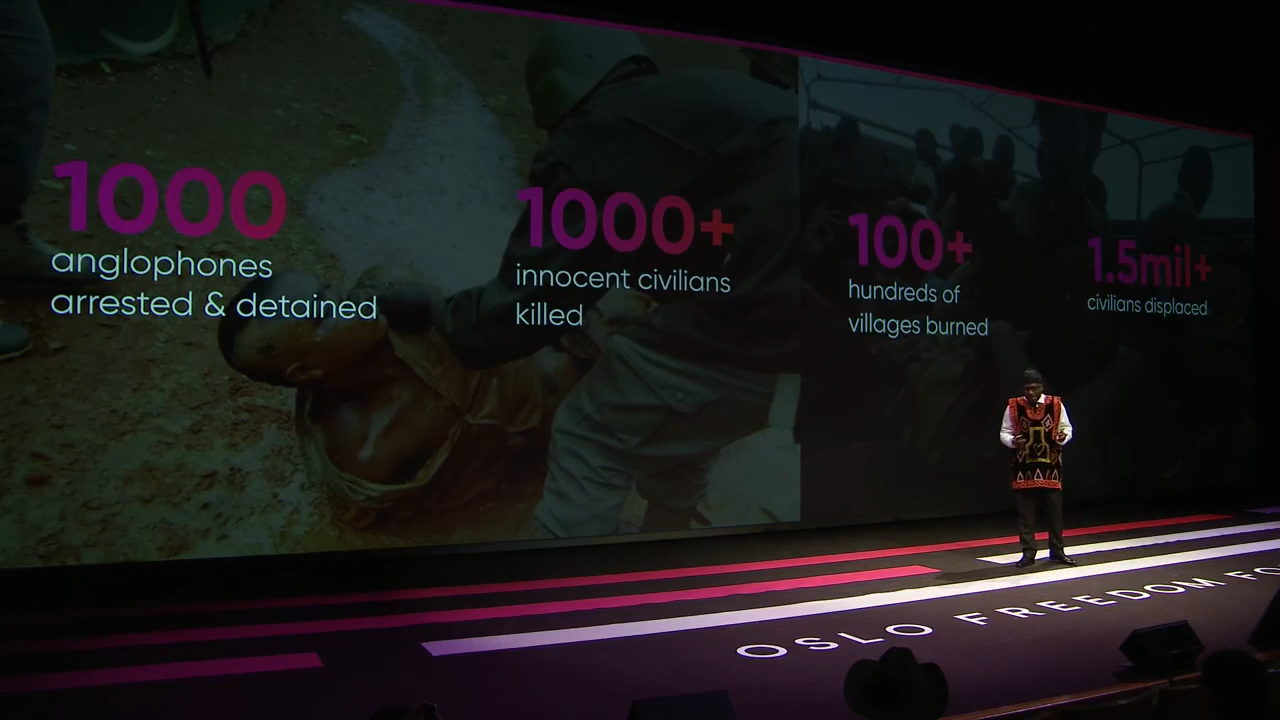 1000
anglophones
arrested & detained
1000+
innocent civilians
killed
100+
hundreds of
villages burned
1.5mil+
civilians displaced
OSLO FREEDOM FO